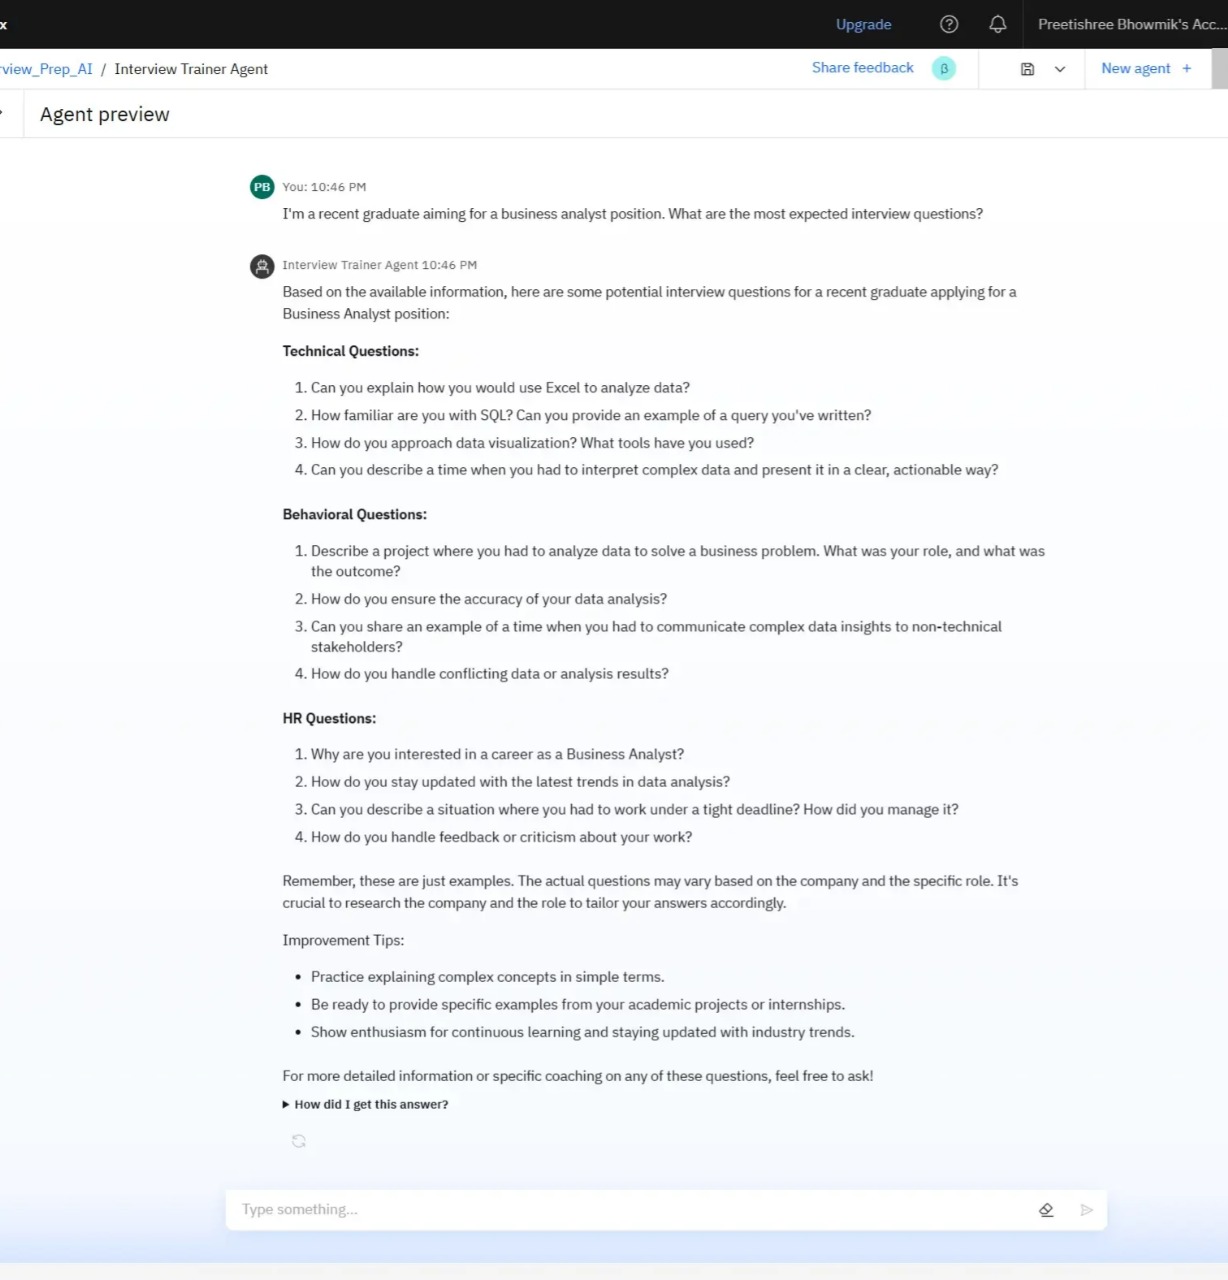 x
Upgrade
Preetishree Bhowmik's Acc...
rview_Prep_AI / Interview Trainer Agent
Share feedback β
New agent +
Agent preview
PB You: 10:46 PM
I'm a recent graduate aiming for a business analyst position. What are the most expected interview questions?
Interview Trainer Agent 10:46 PM
Based on the available information, here are some potential interview questions for a recent graduate applying for a
Business Analyst position:
Technical Questions:
1. Can you explain how you would use Excel to analyze data?
2. How familiar are you with SQL? Can you provide an example of a query you've written?
3. How do you approach data visualization? What tools have you used?
4. Can you describe a time when you had to interpret complex data and present it in a clear, actionable way?
Behavioral Questions:
1. Describe a project where you had to analyze data to solve a business problem. What was your role, and what was
the outcome?
2. How do you ensure the accuracy of your data analysis?
3. Can you share an example of a time when you had to communicate complex data insights to non-technical
stakeholders?
4. How do you handle conflicting data or analysis results?
HR Questions:
1. Why are you interested in a career as a Business Analyst?
2. How do you stay updated with the latest trends in data analysis?
3. Can you describe a situation where you had to work under a tight deadline? How did you manage it?
4. How do you handle feedback or criticism about your work?
Remember, these are just examples. The actual questions may vary based on the company and the specific role. It's
crucial to research the company and the role to tailor your answers accordingly.
Improvement Tips:
• Practice explaining complex concepts in simple terms.
• Be ready to provide specific examples from your academic projects or internships.
• Show enthusiasm for continuous learning and staying updated with industry trends.
For more detailed information or specific coaching on any of these questions, feel free to ask!
How did I get this answer?
Type something...